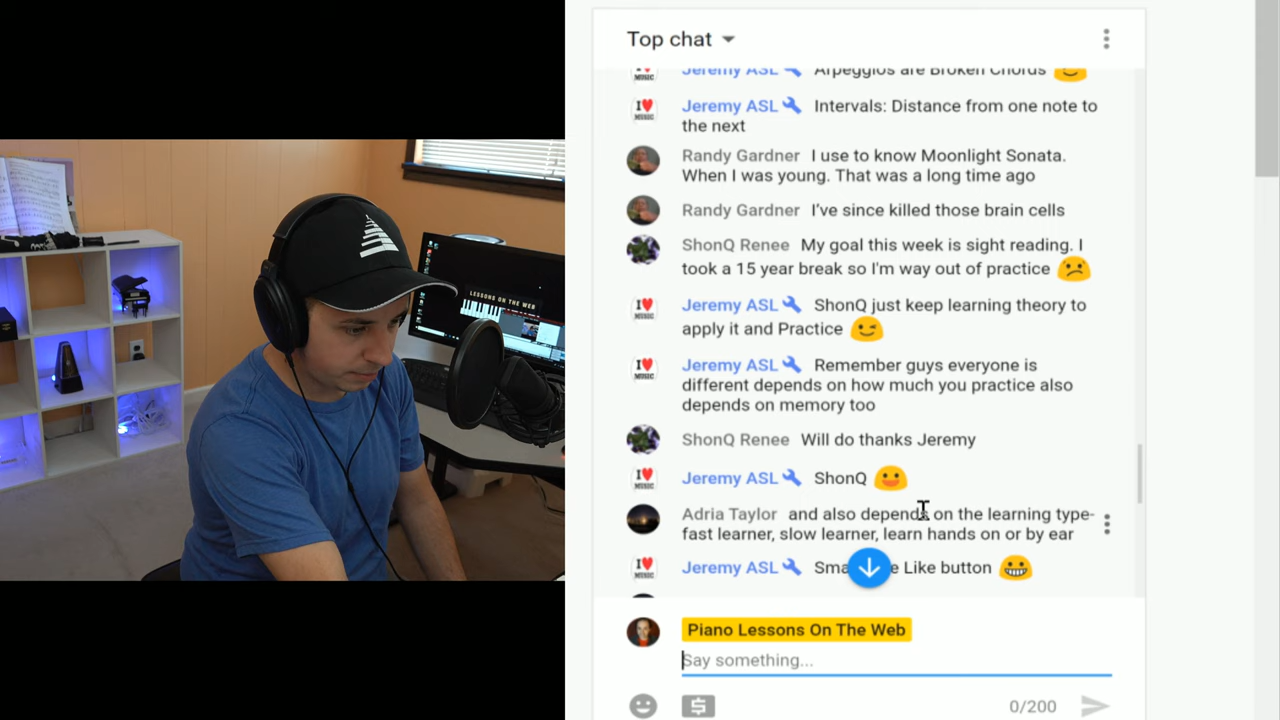 Top chat
Jeremy ASL Arpeggios are Broken Chords
Jeremy ASL Intervals: Distance from one note to
the next
Randy Gardner I use to know Moonlight Sonata.
When I was young. That was a long time ago
Randy Gardner I've since killed those brain cells
ShonQ Renee My goal this week is sight reading. I
took a 15 year break so I'm way out of practice
Jeremy ASL ShonQ just keep learning theory to
apply it and Practice
Jeremy ASL Remember guys everyone is
different depends on how much you practice also
depends on memory too
ShonQ Renee Will do thanks Jeremy
Jeremy ASL ShonQ
Adria Taylor and also depends on the learning type-
fast learner, slow learner, learn hands on or by ear
Jeremy ASL Sma e Like button
Piano Lessons On The Web
Say something...
0/200
LESSONS ON THE WEB
I ♥
MUSIC
I ♥
MUSIC
I ♥
MUSIC
I ♥
MUSIC
I ♥
MUSIC
MUSIC